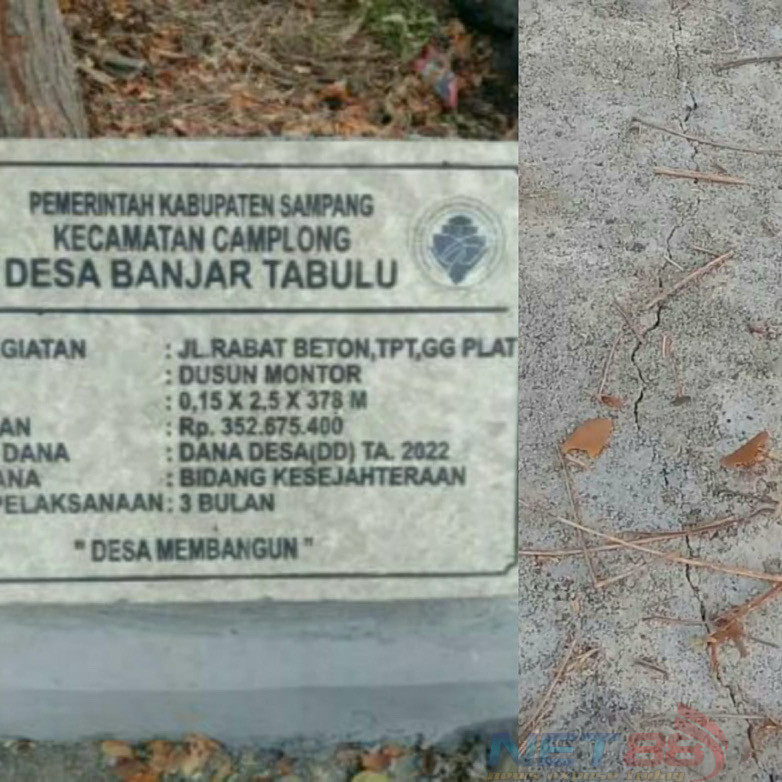 PEMERINTAH KABUPATEN SAMPANG
KECAMATAN CAMPLONG
DESA BANJAR TABULU
GIATAN : JL.RABAT BETON,TPT,GG PLAT
: DUSUN MONTOR
: 0,15 X 2,5 X 378 M
AN : Rp. 352.675.400
DANA : DANA DESA(DD) TA. 2022
ANA : BIDANG KESEJAHTERAAN
PELAKSANAAN : 3 BULAN
" DESA MEMBANGUN "
NET88